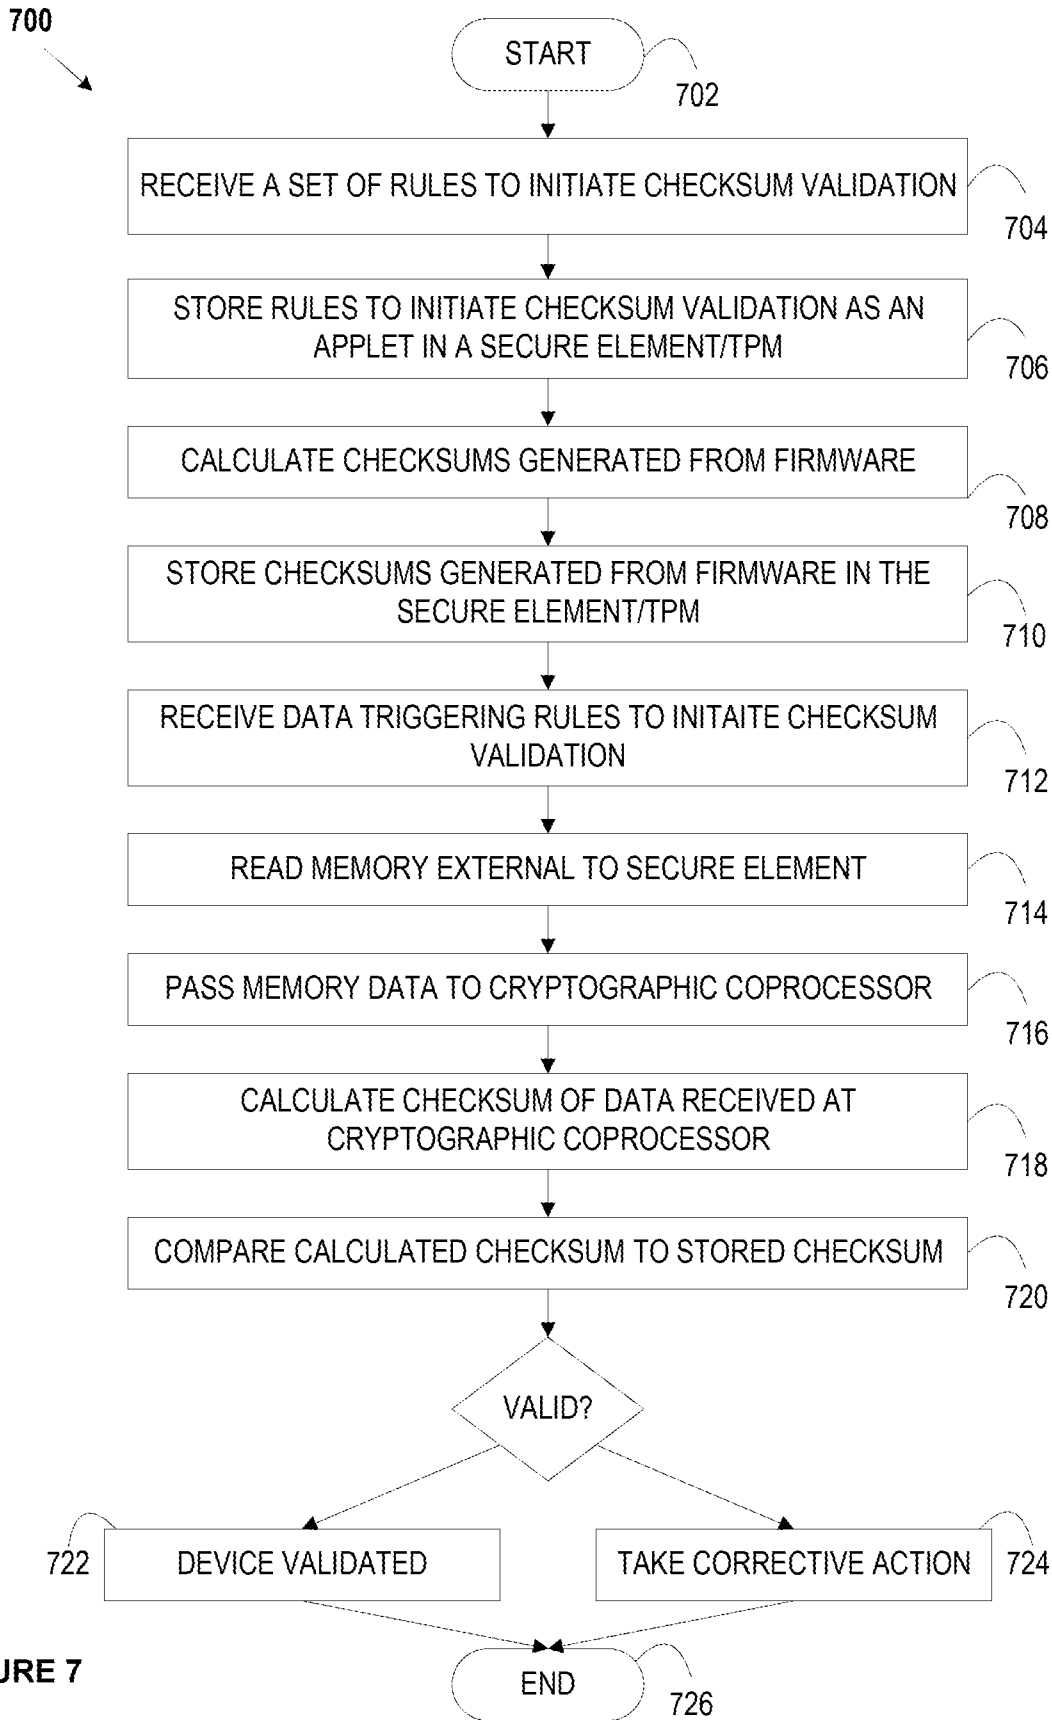 700
START
702
RECEIVE A SET OF RULES TO INITIATE CHECKSUM VALIDATION
704
STORE RULES TO INITIATE CHECKSUM VALIDATION AS AN
APPLET IN A SECURE ELEMENT/TPM
706
CALCULATE CHECKSUMS GENERATED FROM FIRMWARE
708
STORE CHECKSUMS GENERATED FROM FIRMWARE IN THE
SECURE ELEMENT/TPM
710
RECEIVE DATA TRIGGERING RULES TO INITAITE CHECKSUM
VALIDATION
712
READ MEMORY EXTERNAL TO SECURE ELEMENT
714
PASS MEMORY DATA TO CRYPTOGRAPHIC COPROCESSOR
716
CALCULATE CHECKSUM OF DATA RECEIVED AT
CRYPTOGRAPHIC COPROCESSOR
718
COMPARE CALCULATED CHECKSUM TO STORED CHECKSUM
720
VALID?
722
DEVICE VALIDATED
TAKE CORRECTIVE ACTION
724
URE 7
END
726